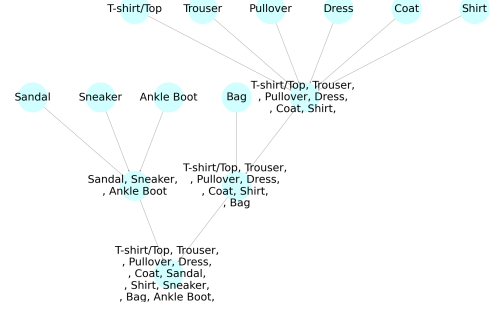 T-shirt/Top
Trouser
Pullover
Dress
Coat
Shirt
Sandal
Sneaker
Ankle Boot
Bag
T-shirt/Top, Trouser,
, Pullover, Dress,
, Coat, Shirt,
Sandal, Sneaker,
, Ankle Boot
T-shirt/Top, Trouser,
, Pullover, Dress,
, Coat, Shirt,
, Bag
T-shirt/Top, Trouser,
, Pullover, Dress,
, Coat, Sandal,
, Shirt, Sneaker,
, Bag, Ankle Boot,